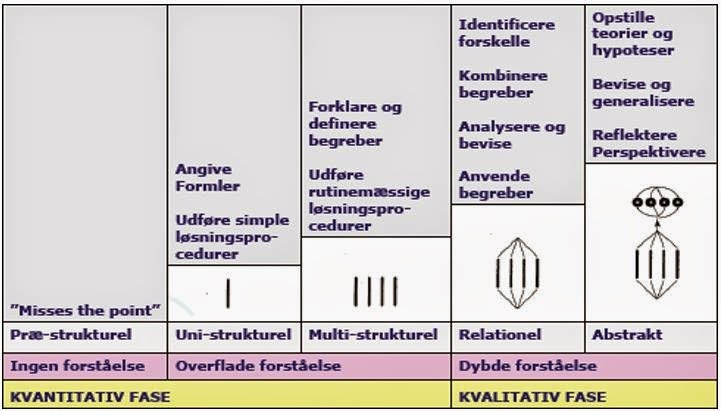 "Misses the point"
Angive
Formler
Udføre simple
løsningspro-
cedurer
Forklare og
definere
begreber
Udføre
rutinemæssige
løsningspro-
cedurer
Identificere
forskelle
Kombinere
begreber
Analysere og
bevise
Anvende
begreber
Opstille
teorier og
hypoteser
Bevise og
generalisere
Reflektere
Perspektivere
Præ-strukturel
Uni-strukturel
Multi-strukturel
Relationel
Abstrakt
Ingen forståelse
Overflade forståelse
Dybde forståelse
KVANTITATIV FASE
KVALITATIV FASE